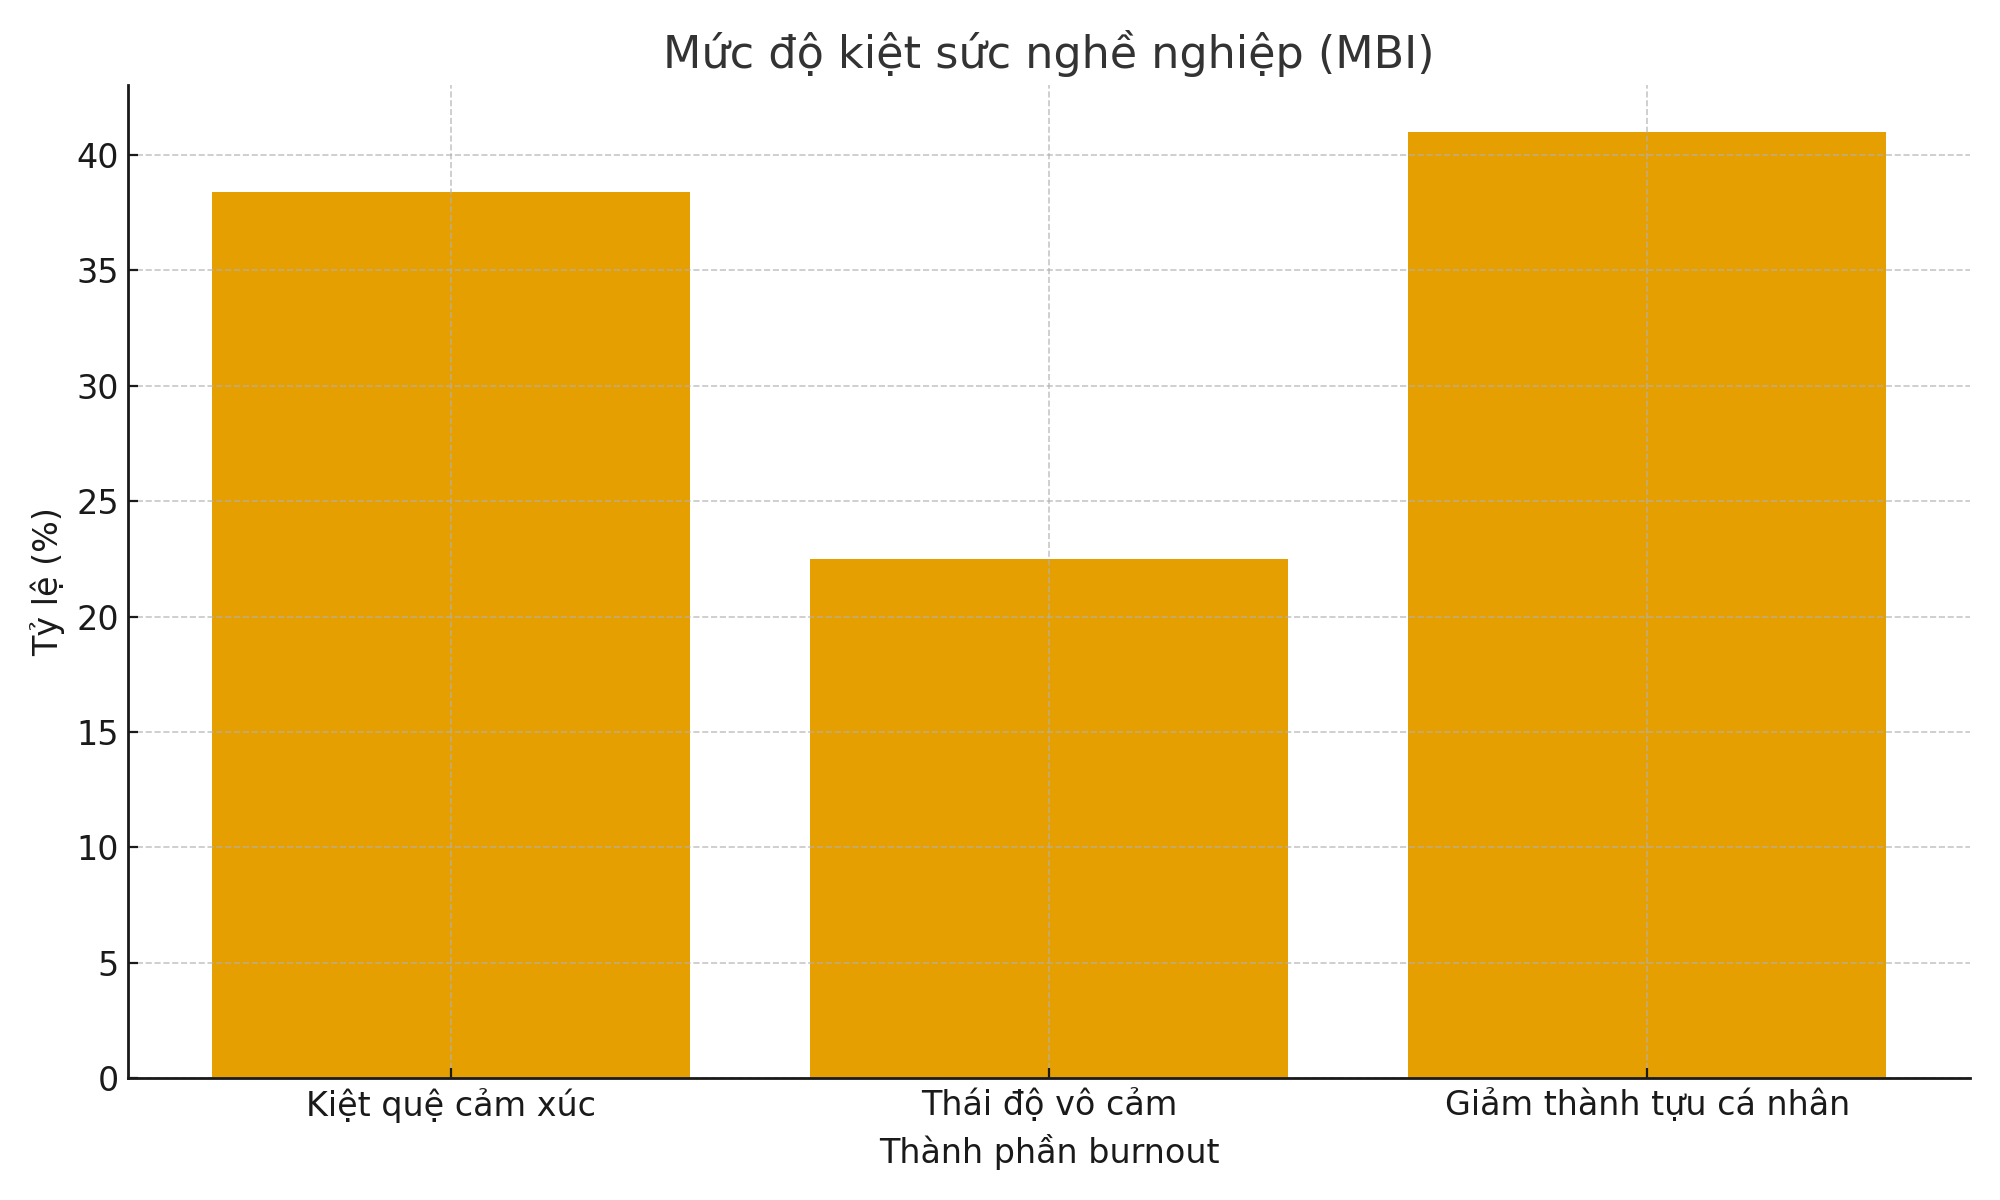 Mức độ kiệt sức nghề nghiệp (MBI)
Tỷ lệ (%)
40
35
30
25
20
15
10
5
0
Kiệt quệ cảm xúc
Thái độ vô cảm
Giảm thành tựu cá nhân
Thành phần burnout